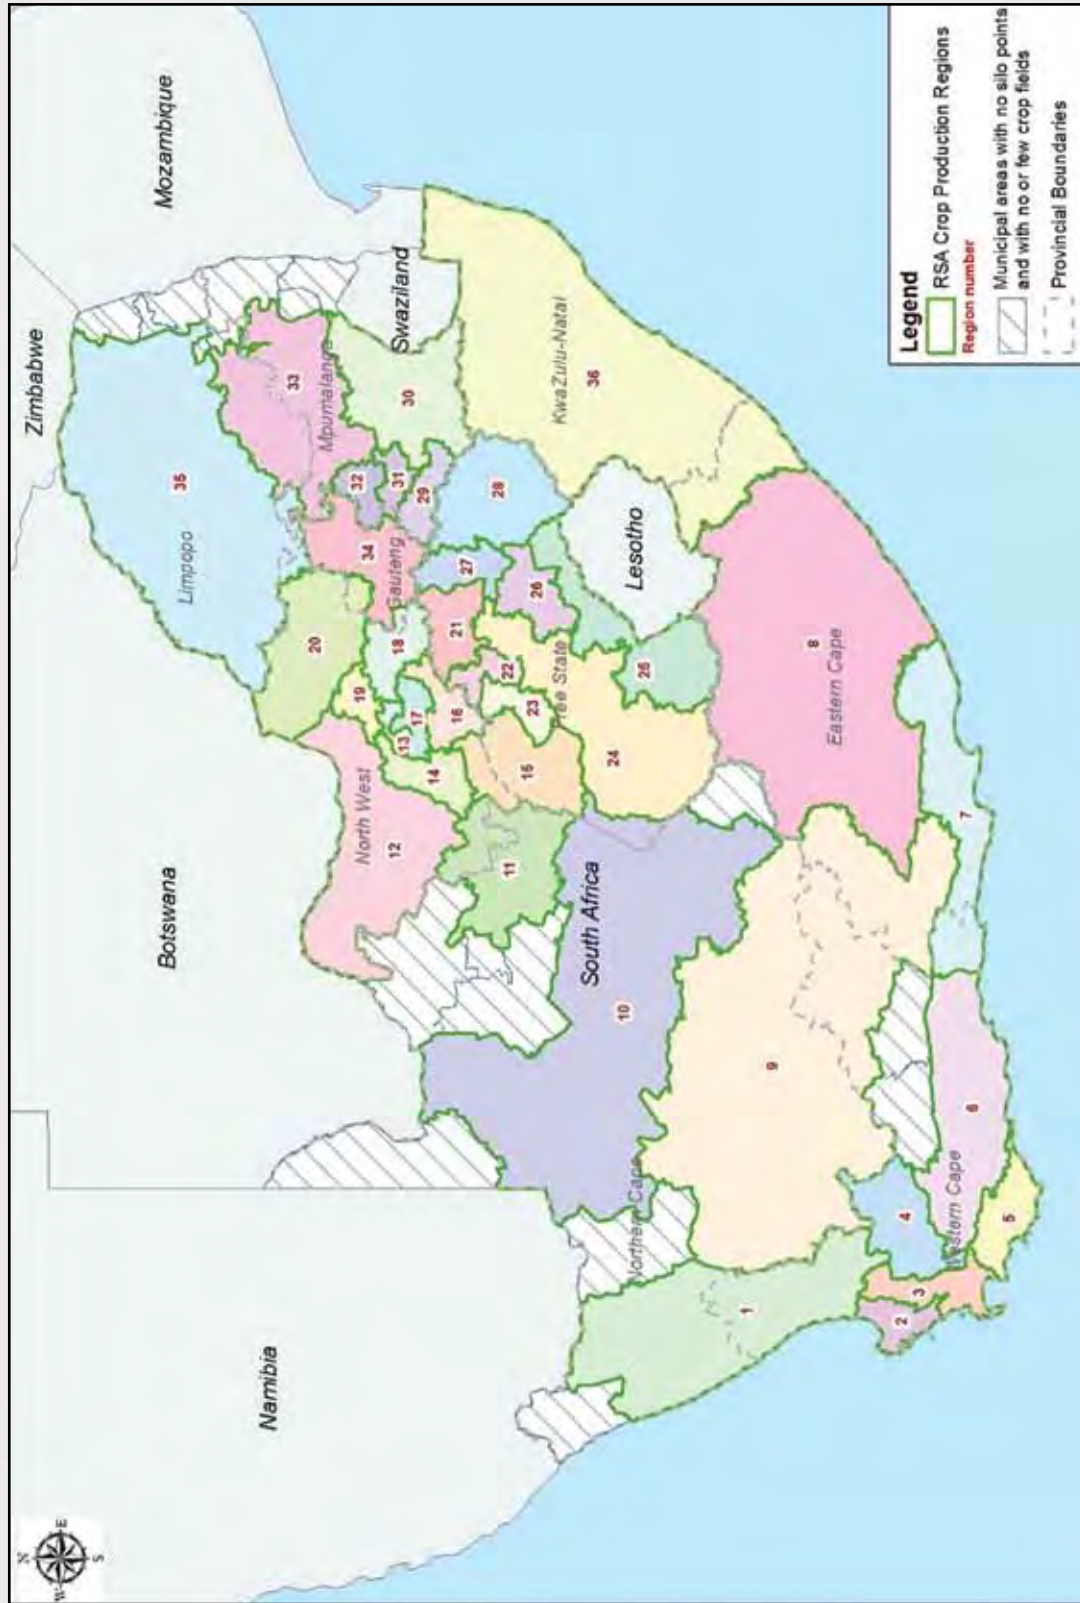 N
W
E
S
Zimbabwe
Mozambique
Botswana
Namibia
Limpopo
35
20
33
Mpumalanga
Swaziland
North West
12
19
18
34
Gauteng
32
31
30
29
13
17
14
16
21
27
28
22
23
15
26
Free State
24
25
11
KwaZulu-Natal
36
Lesotho
South Africa
10
Northern Cape
1
9
8
Eastern Cape
7
2
3
4
Western Cape
6
5
Legend
RSA Crop Production Regions
Region number
Municipal areas with no silo points
and with no or few crop fields
Provincial Boundaries